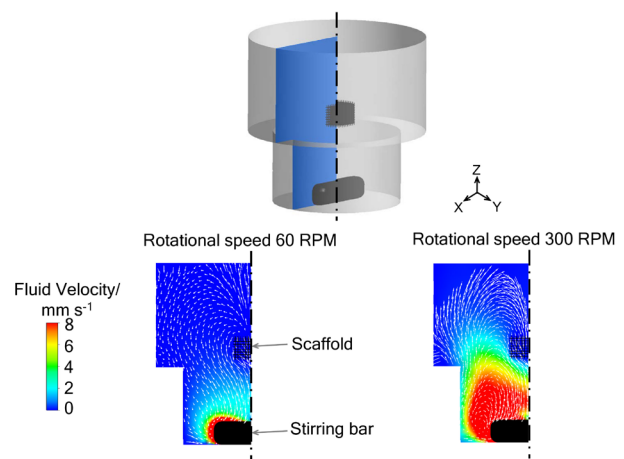 Z
X
Y
Rotational speed 60 RPM
Rotational speed 300 RPM
Fluid Velocity/
mm s⁻¹
8
6
4
2
0
Scaffold
Stirring bar